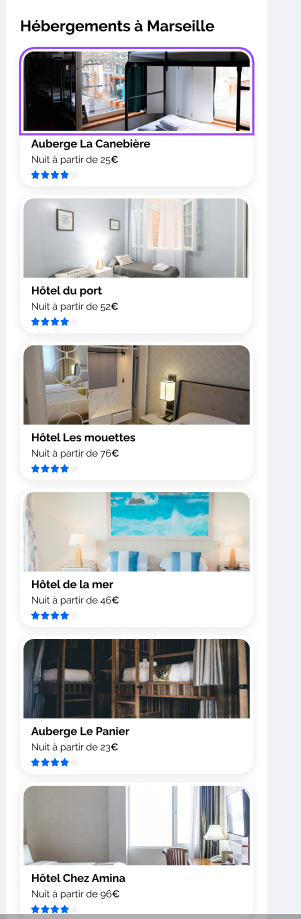 Hébergements à Marseille
Auberge La Canebière
Nuit à partir de 25€
Hôtel du port
Nuit à partir de 52€
Hôtel Les mouettes
Nuit à partir de 76€
Hôtel de la mer
Nuit à partir de 46€
Auberge Le Panier
Nuit à partir de 23€
Hôtel Chez Amina
Nuit à partir de 96€